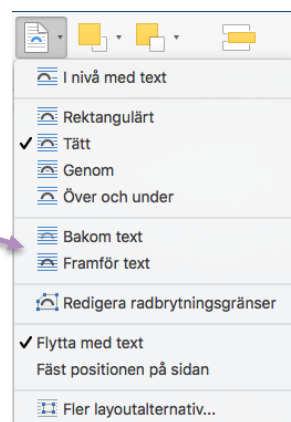 I nivå med text
Rektangulärt
Tätt
Genom
Över och under
Bakom text
Framför text
Redigera radbrytningsgränser
Flytta med text
Fäst positionen på sidan
Fler layoutalternativ...